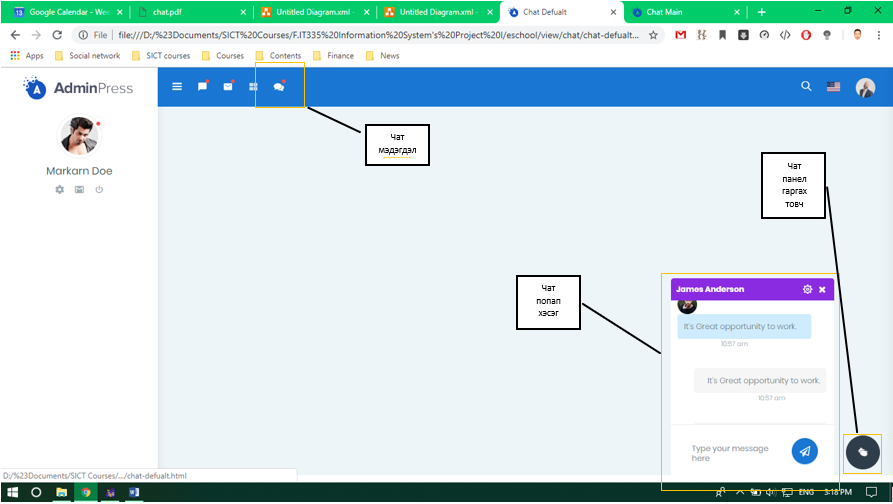 Google Calendar - Wee
chat.pdf
Untitled Diagram.xml -
Untitled Diagram.xml -
Chat Defualt
Chat Main
File | file:///D:/%23Documents/SICT%20Courses/F.IT335%20Information%20System's%20Project%20I/eschool/view/chat/chat-defualt...
Apps
Social network
SICT courses
Courses
Contents
Finance
News
AdminPress
Markarn Doe
Чат
мэдэгдэл
Чат
панел
гаргах
товч
Чат
попап
хэсэг
James Anderson
It's Great opportunity to work.
10:57 am
It's Great opportunity to work.
10:57 am
Type your message
here
D:/%23Documents/SICT Courses/.../chat-defualt.html
ENG
3:18 PM